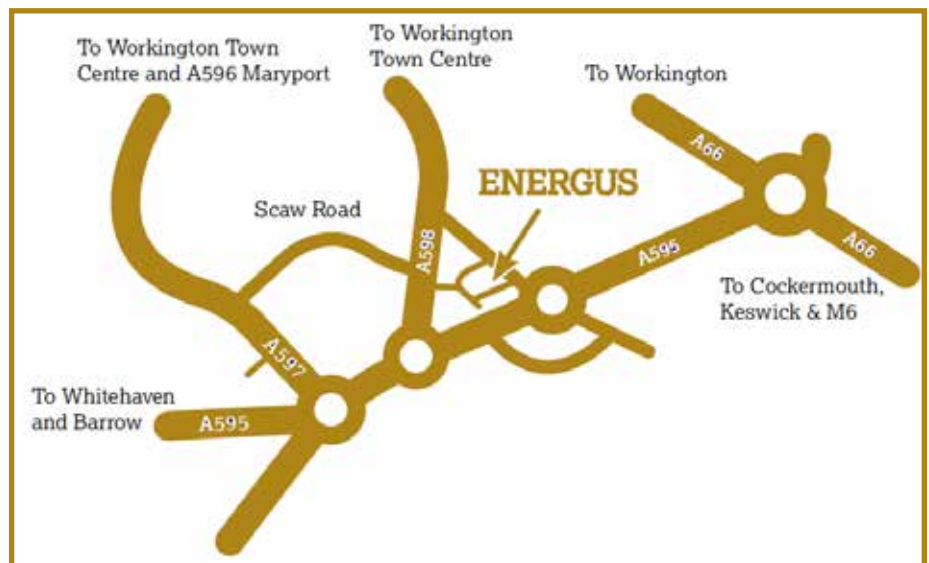 To Workington Town
Centre and A596 Maryport
To Workington
Town Centre
To Workington
A66
ENERGUS
Scaw Road
A598
A595
A66
To Cockermouth,
Keswick & M6
A597
To Whitehaven
and Barrow
A595